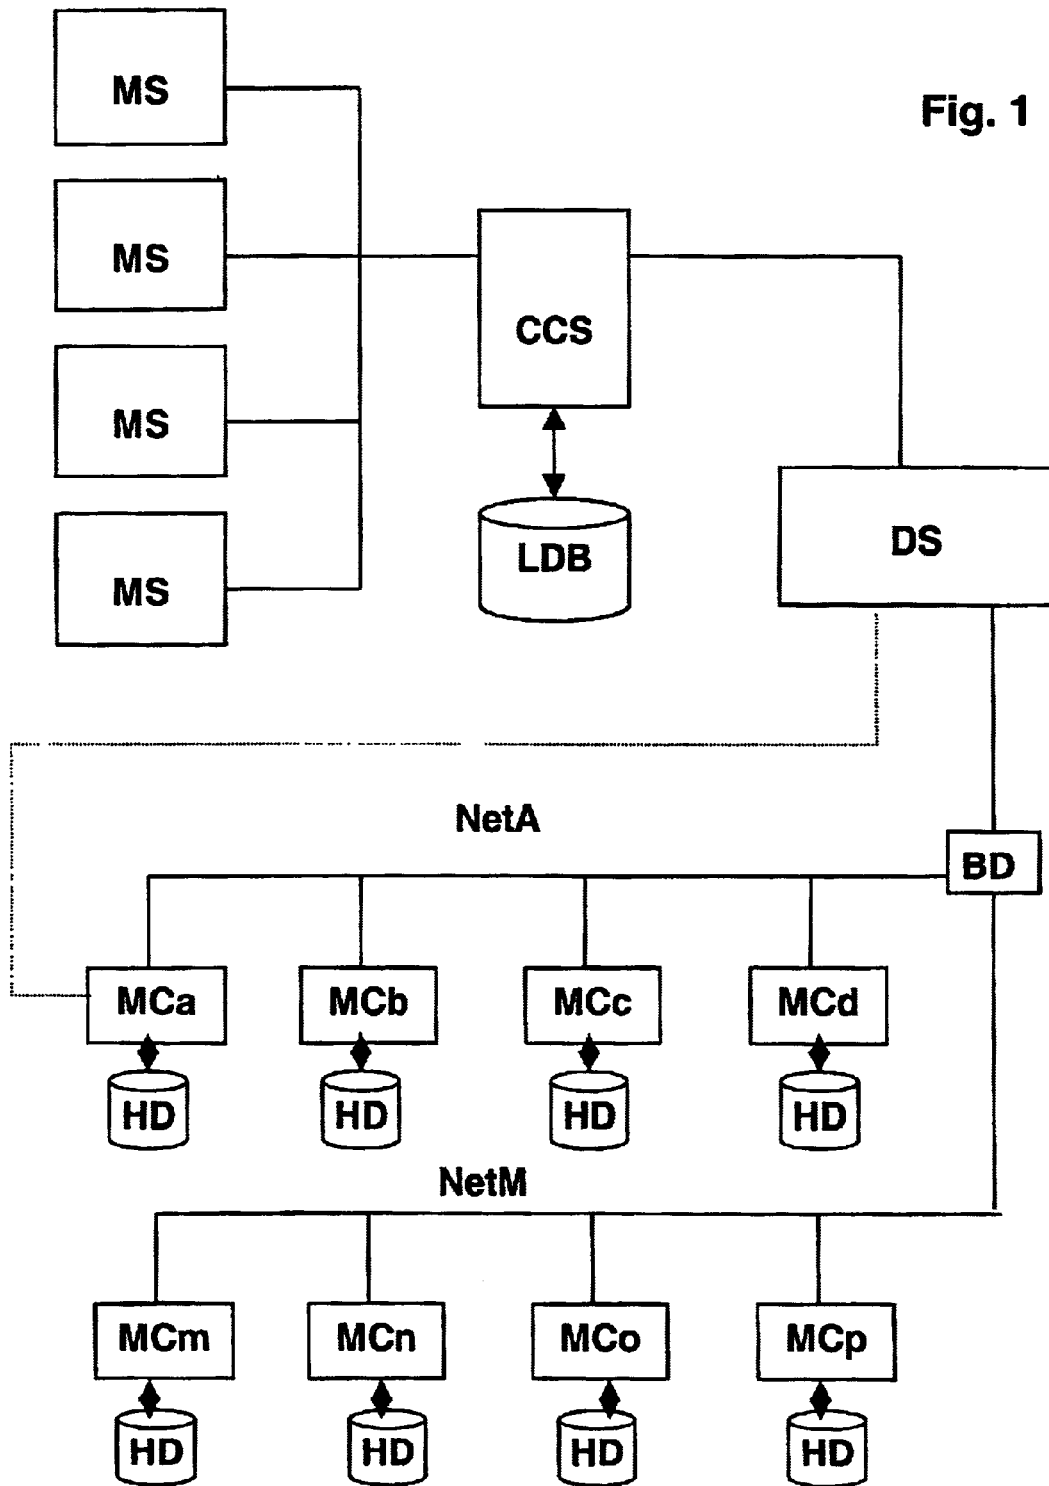 MS
Fig. 1
MS
CCS
MS
LDB
DS
MS
NetA
BD
MCa MCb MCc MCd
HD HD HD HD
NetM
MCm MCn MCo MCp
HD HD HD HD